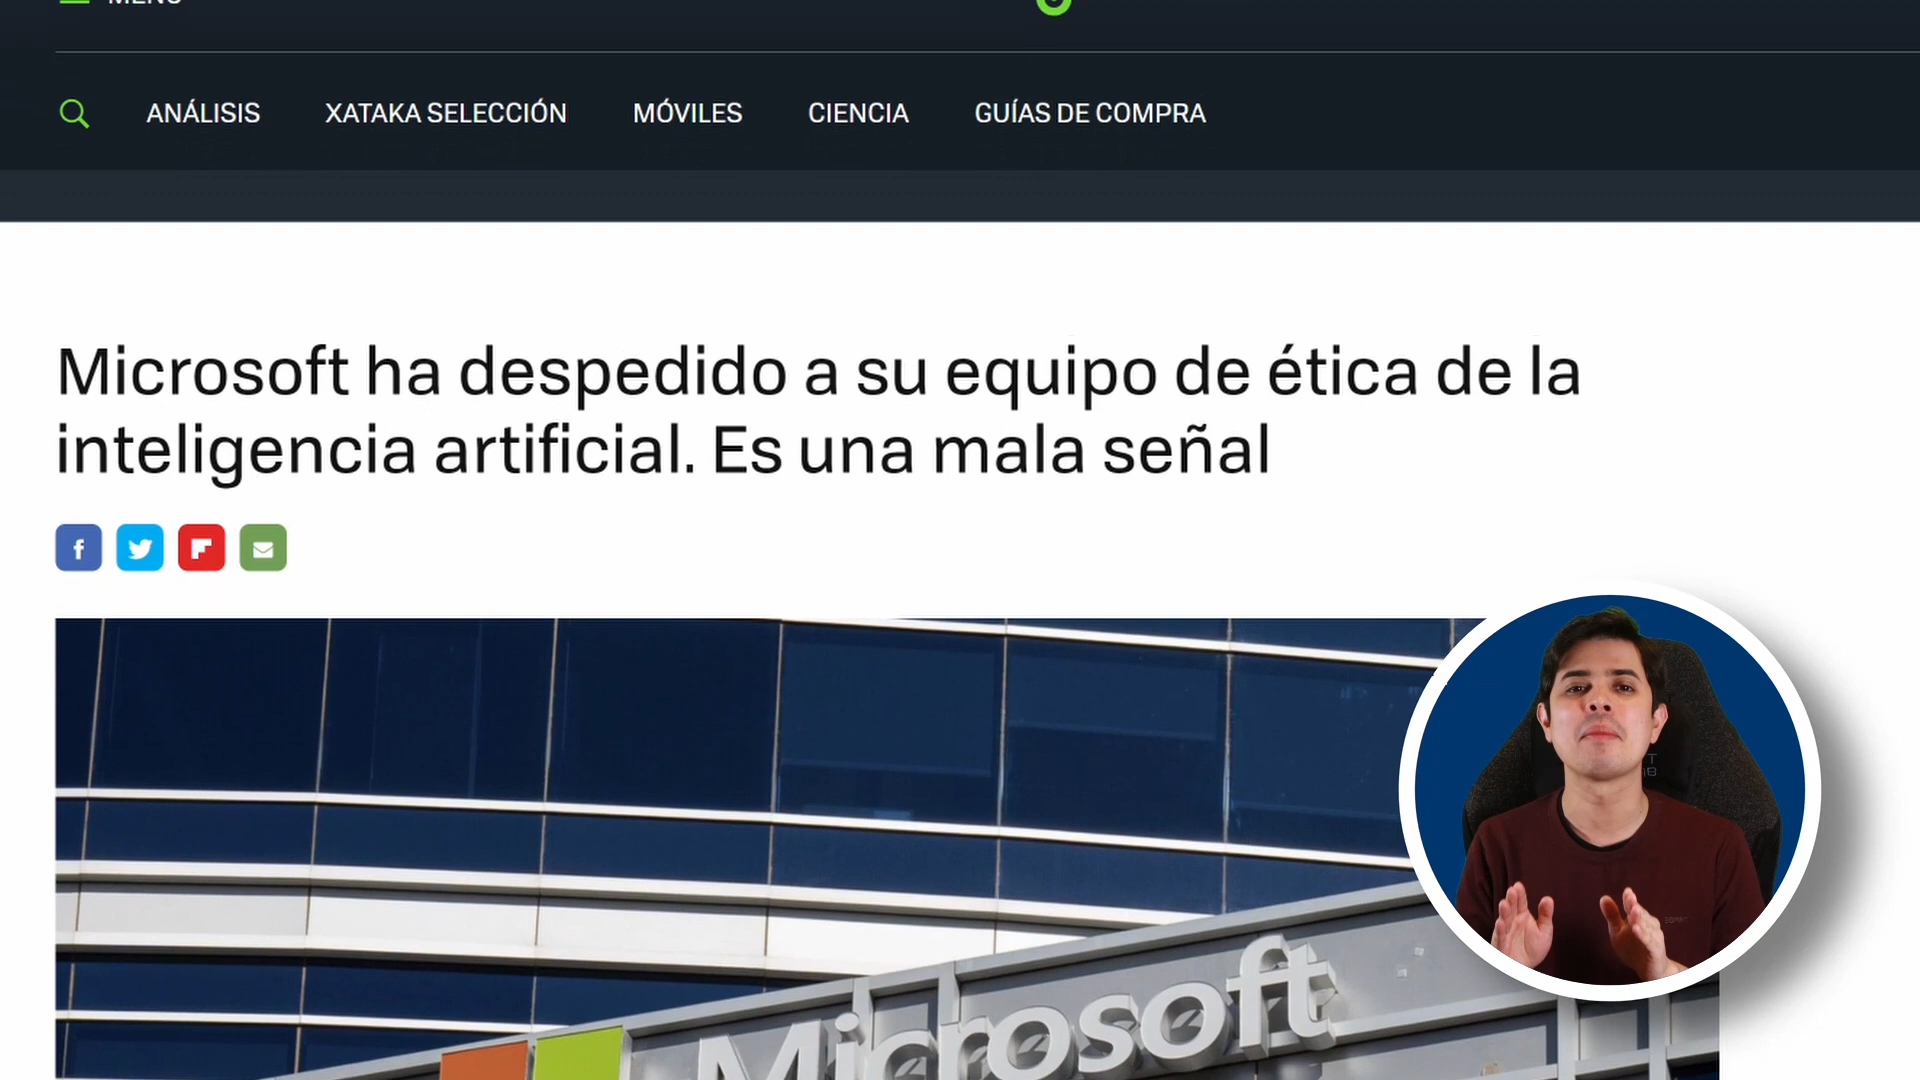 MENÚ
ANÁLISIS XATAKA SELECCIÓN MÓVILES CIENCIA GUÍAS DE COMPRA
Microsoft ha despedido a su equipo de ética de la
inteligencia artificial. Es una mala señal
Microsoft